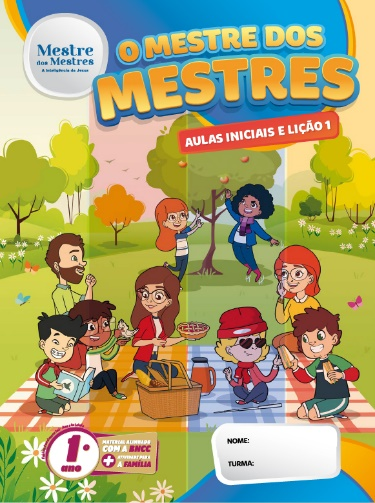 Mestre
dos Mestres
A inteligência de Jesus
O MESTRE DOS
MESTRES
AULAS INICIAIS E LIÇÃO 1
1º
ano
MATERIAL ALINHADO
COM A BNCC
+ ATIVIDADE PARA
A FAMÍLIA
NOME:
TURMA: